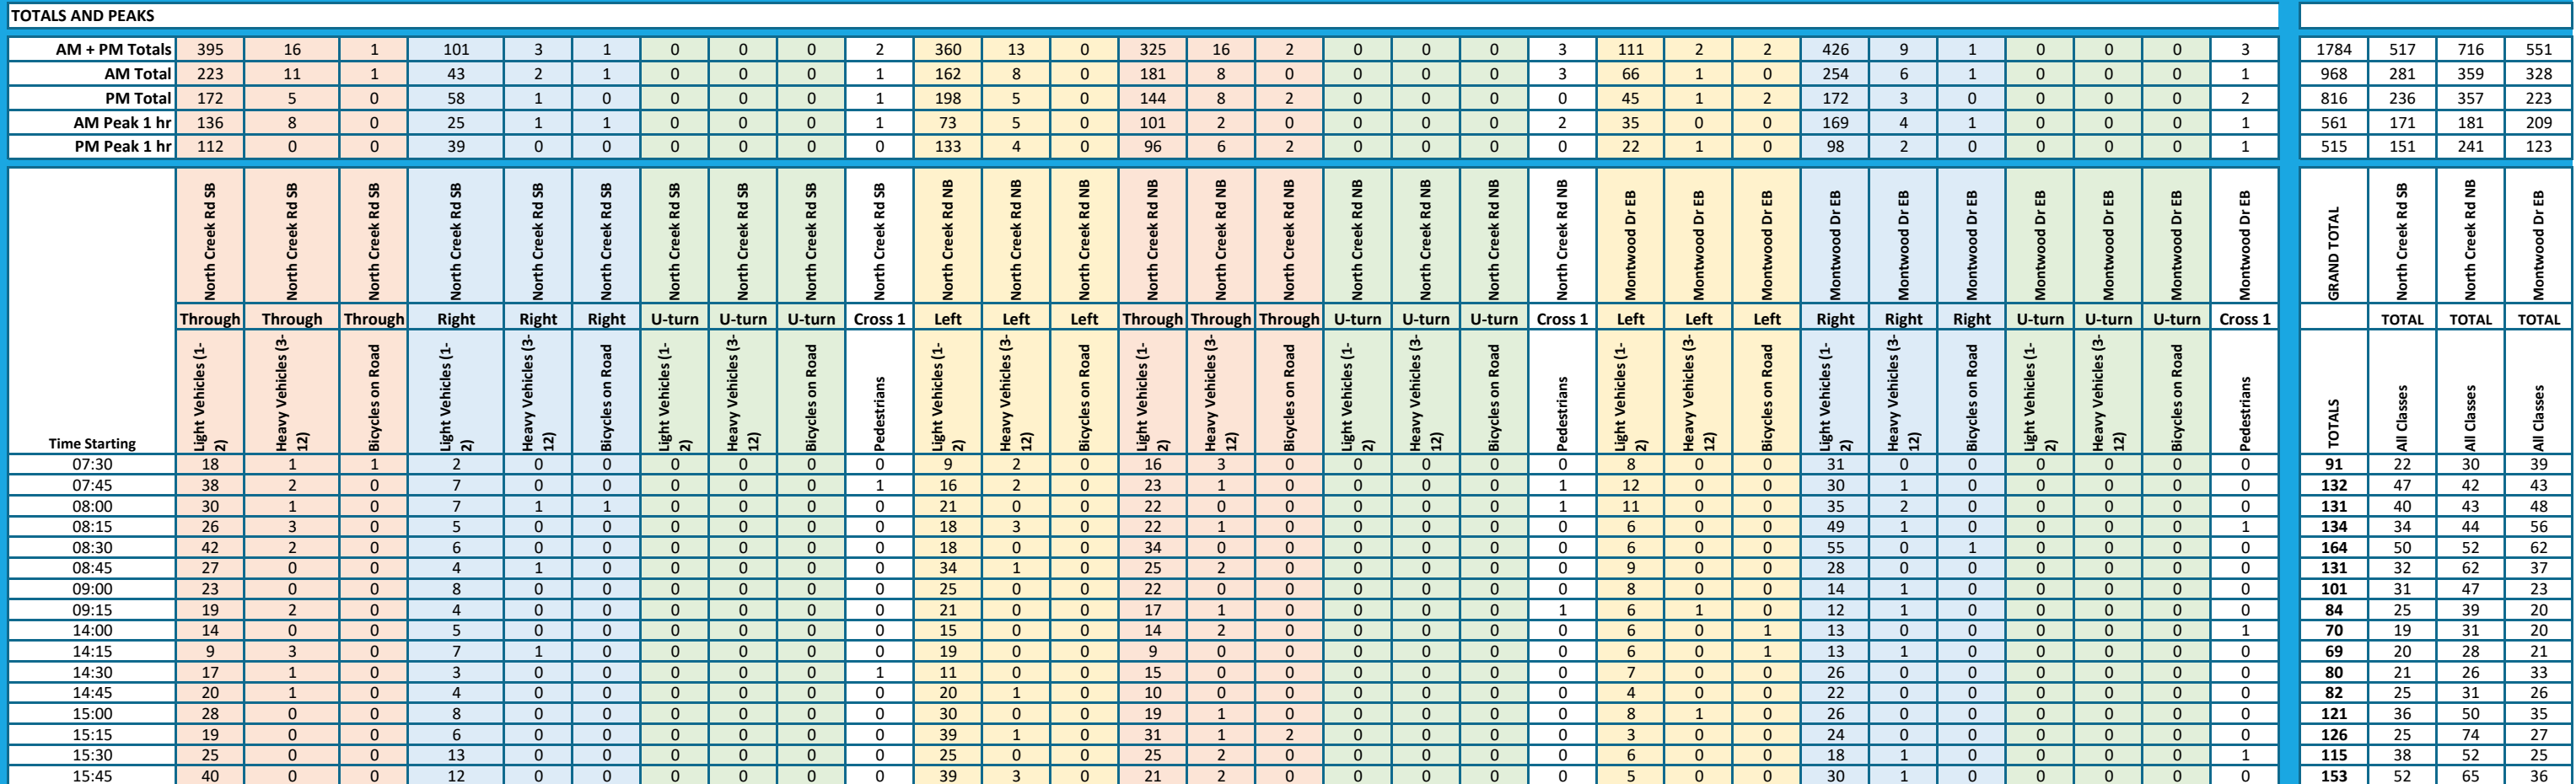 TOTALS AND PEAKS
AM + PM Totals 395 16 1 101 3 1 0 0 0 2 360 13 0 325 16 2 0 0 0 3 111 2 2 426 9 1 0 0 0 3 1784 517 716 551
AM Total 223 11 1 43 2 1 0 0 0 1 162 8 0 181 8 0 0 0 0 3 66 1 0 254 6 1 0 0 0 1 968 281 359 328
PM Total 172 5 0 58 1 0 0 0 0 1 198 5 0 144 8 2 0 0 0 0 45 1 2 172 3 0 0 0 0 2 816 236 357 223
AM Peak 1 hr 136 8 0 25 1 1 0 0 0 1 73 5 0 101 2 0 0 0 0 2 35 0 0 169 4 1 0 0 0 1 561 171 181 209
PM Peak 1 hr 112 0 0 39 0 0 0 0 0 0 133 4 0 96 6 2 0 0 0 0 22 1 0 98 2 0 0 0 0 1 515 151 241 123
North Creek Rd SB North Creek Rd SB North Creek Rd SB North Creek Rd SB North Creek Rd SB North Creek Rd SB North Creek Rd SB North Creek Rd SB North Creek Rd SB North Creek Rd SB North Creek Rd NB North Creek Rd NB North Creek Rd NB North Creek Rd NB North Creek Rd NB North Creek Rd NB North Creek Rd NB North Creek Rd NB North Creek Rd NB North Creek Rd NB Montwood Dr EB Montwood Dr EB Montwood Dr EB Montwood Dr EB Montwood Dr EB Montwood Dr EB Montwood Dr EB Montwood Dr EB Montwood Dr EB Montwood Dr EB GRAND TOTAL North Creek Rd SB North Creek Rd NB Montwood Dr EB
Through Through Through Right Right Right U-turn U-turn U-turn Cross 1 Left Left Left Through Through Through U-turn U-turn U-turn Cross 1 Left Left Left Right Right Right U-turn U-turn U-turn Cross 1 TOTAL TOTAL TOTAL
Time Starting Light Vehicles (1-2) Heavy Vehicles (3-12) Bicycles on Road Light Vehicles (1-2) Heavy Vehicles (3-12) Bicycles on Road Light Vehicles (1-2) Heavy Vehicles (3-12) Bicycles on Road Pedestrians Light Vehicles (1-2) Heavy Vehicles (3-12) Bicycles on Road Light Vehicles (1-2) Heavy Vehicles (3-12) Bicycles on Road Light Vehicles (1-2) Heavy Vehicles (3-12) Bicycles on Road Pedestrians Light Vehicles (1-2) Heavy Vehicles (3-12) Bicycles on Road Light Vehicles (1-2) Heavy Vehicles (3-12) Bicycles on Road Light Vehicles (1-2) Heavy Vehicles (3-12) Bicycles on Road Pedestrians TOTALS All Classes All Classes All Classes
07:30 18 1 1 2 0 0 0 0 0 0 9 2 0 16 3 0 0 0 0 0 8 0 0 31 0 0 0 0 0 0 91 22 30 39
07:45 38 2 0 7 0 0 0 0 0 1 16 2 0 23 1 0 0 0 0 1 12 0 0 30 1 0 0 0 0 0 132 47 42 43
08:00 30 1 0 7 1 1 0 0 0 0 21 0 0 22 0 0 0 0 0 1 11 0 0 35 2 0 0 0 0 0 131 40 43 48
08:15 26 3 0 5 0 0 0 0 0 0 18 3 0 22 1 0 0 0 0 0 6 0 0 49 1 0 0 0 0 1 134 34 44 56
08:30 42 2 0 6 0 0 0 0 0 0 18 0 0 34 0 0 0 0 0 0 6 0 0 55 0 1 0 0 0 0 164 50 52 62
08:45 27 0 0 4 1 0 0 0 0 0 34 1 0 25 2 0 0 0 0 0 9 0 0 28 0 0 0 0 0 0 131 32 62 37
09:00 23 0 0 8 0 0 0 0 0 0 25 0 0 22 0 0 0 0 0 0 8 0 0 14 1 0 0 0 0 0 101 31 47 23
09:15 19 2 0 4 0 0 0 0 0 0 21 0 0 17 1 0 0 0 0 1 6 1 0 12 1 0 0 0 0 0 84 25 39 20
14:00 14 0 0 5 0 0 0 0 0 0 15 0 0 14 2 0 0 0 0 0 6 0 1 13 0 0 0 0 0 1 70 19 31 20
14:15 9 3 0 7 1 0 0 0 0 0 19 0 0 9 0 0 0 0 0 0 6 0 1 13 1 0 0 0 0 0 69 20 28 21
14:30 17 1 0 3 0 0 0 0 0 1 11 0 0 15 0 0 0 0 0 0 7 0 0 26 0 0 0 0 0 0 80 21 26 33
14:45 20 1 0 4 0 0 0 0 0 0 20 1 0 10 0 0 0 0 0 0 4 0 0 22 0 0 0 0 0 0 82 25 31 26
15:00 28 0 0 8 0 0 0 0 0 0 30 0 0 19 1 0 0 0 0 0 8 1 0 26 0 0 0 0 0 0 121 36 50 35
15:15 19 0 0 6 0 0 0 0 0 0 39 1 0 31 1 2 0 0 0 0 3 0 0 24 0 0 0 0 0 0 126 25 74 27
15:30 25 0 0 13 0 0 0 0 0 0 25 0 0 25 2 0 0 0 0 0 6 0 0 18 1 0 0 0 0 1 115 38 52 25
15:45 40 0 0 12 0 0 0 0 0 0 39 3 0 21 2 0 0 0 0 0 5 0 0 30 1 0 0 0 0 0 153 52 65 36